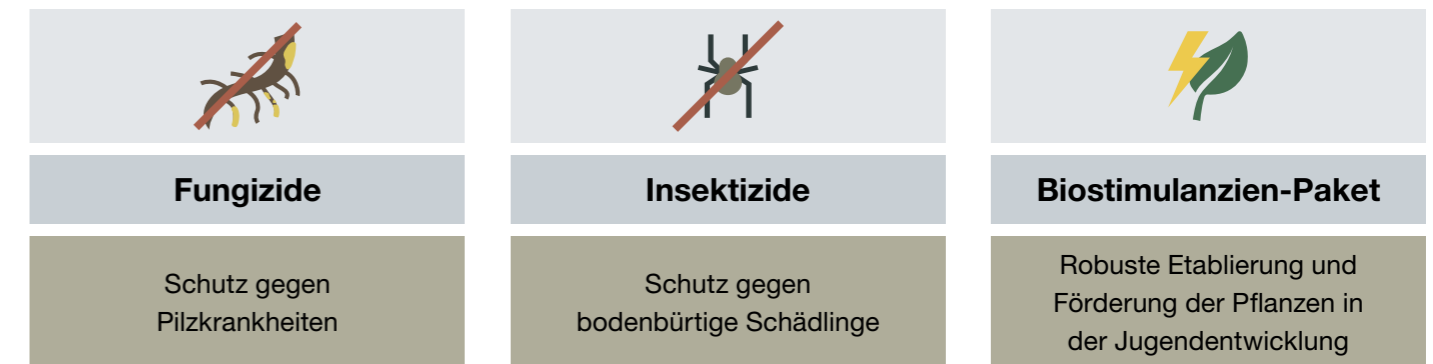 Fungizide
Insektizide
Biostimulanzien-Paket
Schutz gegen
Pilzkrankheiten
Schutz gegen
bodenbürtige Schädlinge
Robuste Etablierung und
Förderung der Pflanzen in
der Jugendentwicklung